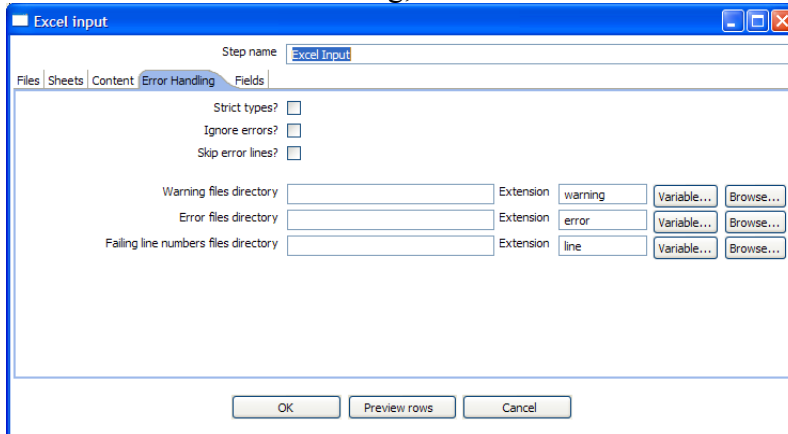 Excel input
Step name Excel Input
Files Sheets Content Error Handling Fields
Strict types?
Ignore errors?
Skip error lines?
Warning files directory Extension warning Variable... Browse...
Error files directory Extension error Variable... Browse...
Failing line numbers files directory Extension line Variable... Browse...
OK Preview rows Cancel